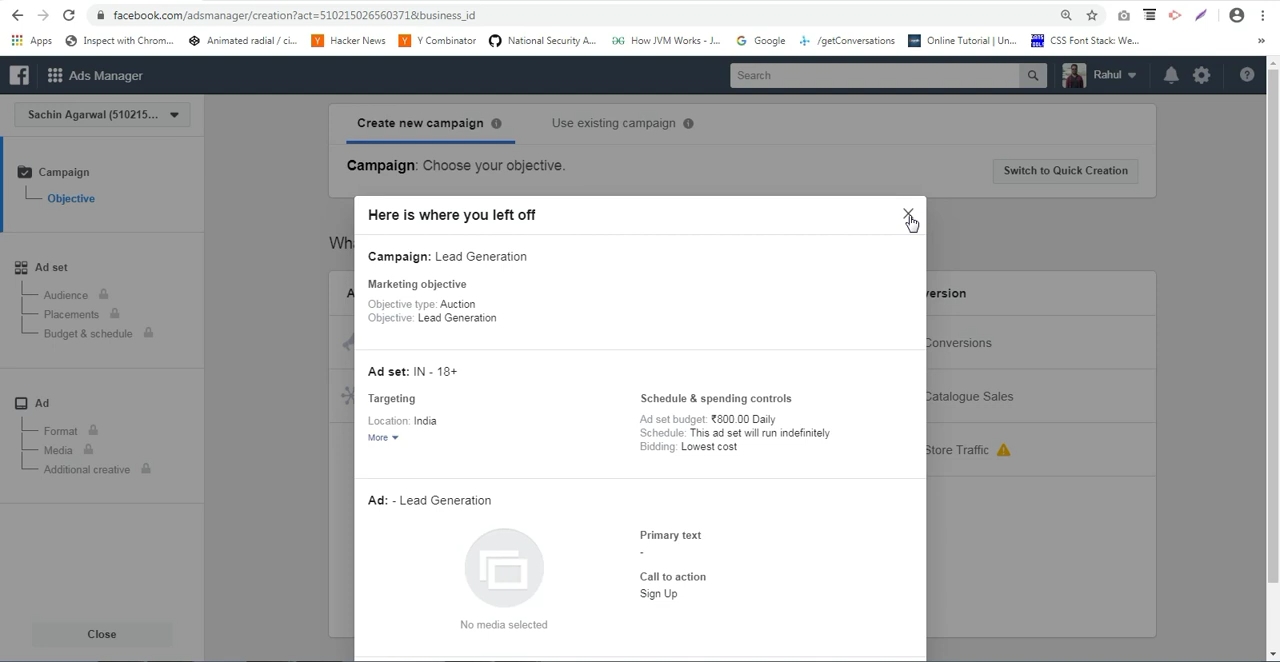 facebook.com/adsmanager/creation?act=510215026560371&business_id
Apps
Inspect with Chrom...
Animated radial / ci...
Hacker News
Y Combinator
National Security A...
How JVM Works - J...
Google
/getConversations
Online Tutorial | Un...
CSS Font Stack: We...
»
Ads Manager
Search
Rahul
Sachin Agarwal (510215...
Create new campaign
Use existing campaign
Campaign: Choose your objective.
Switch to Quick Creation
Campaign
Objective
Ad set
Audience
Placements
Budget & schedule
Ad
Format
Media
Additional creative
Close
Here is where you left off
Campaign: Lead Generation
Marketing objective
Objective type: Auction
Objective: Lead Generation
Ad set: IN - 18+
Targeting
Location: India
More
Schedule & spending controls
Ad set budget: ₹800.00 Daily
Schedule: This ad set will run indefinitely
Bidding: Lowest cost
Ad: - Lead Generation
No media selected
Primary text
-
Call to action
Sign Up
Conversions
Catalogue Sales
Store Traffic